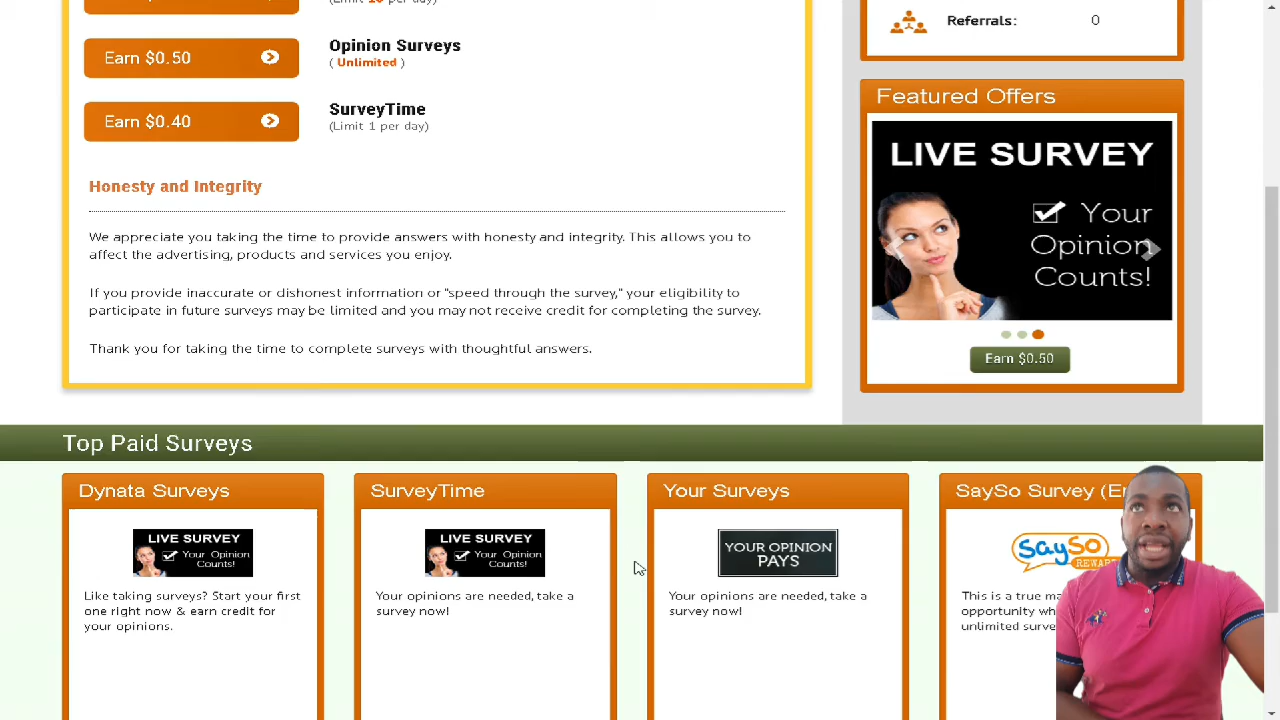 (Limit 10 per day)
Earn $0.50
Opinion Surveys
( Unlimited )
Earn $0.40
SurveyTime
(Limit 1 per day)
Honesty and Integrity
We appreciate you taking the time to provide answers with honesty and integrity. This allows you to
affect the advertising, products and services you enjoy.
If you provide inaccurate or dishonest information or "speed through the survey," your eligibility to
participate in future surveys may be limited and you may not receive credit for completing the survey.
Thank you for taking the time to complete surveys with thoughtful answers.
Referrals: 0
Featured Offers
LIVE SURVEY
Your
Opinion
Counts!
Earn $0.50
Top Paid Surveys
Dynata Surveys
LIVE SURVEY
Your Opinion
Counts!
Like taking surveys? Start your first
one right now & earn credit for
your opinions.
SurveyTime
LIVE SURVEY
Your Opinion
Counts!
Your opinions are needed, take a
survey now!
Your Surveys
YOUR OPINION
PAYS
Your opinions are needed, take a
survey now!
SaySo Survey
saySo
This is a true
opportunity
unlimited